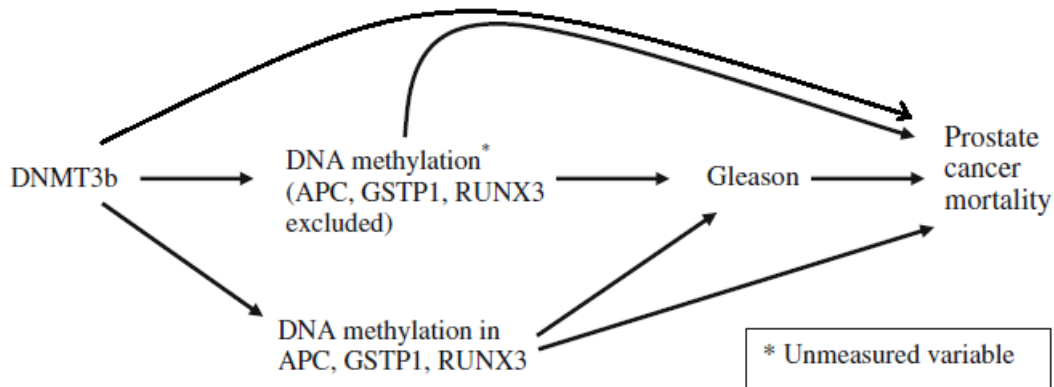 DNMT3b
DNA methylation*
(APC, GSTP1, RUNX3
excluded)
Gleason
Prostate
cancer
mortality
DNA methylation in
APC, GSTP1, RUNX3
* Unmeasured variable